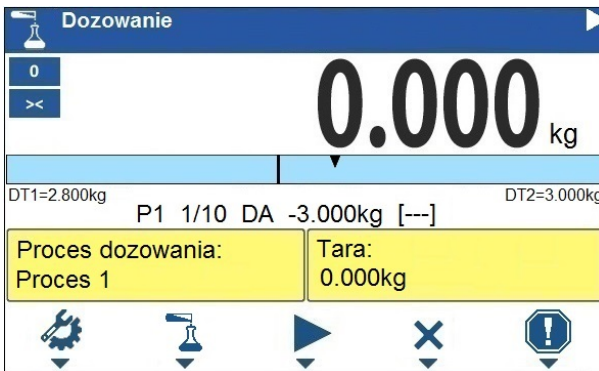 Dozowanie
0
><
0.000 kg
DT1=2.800kg
DT2=3.000kg
P1 1/10 DA -3.000kg [---]
Proces dozowania:
Proces 1
Tara:
0.000kg